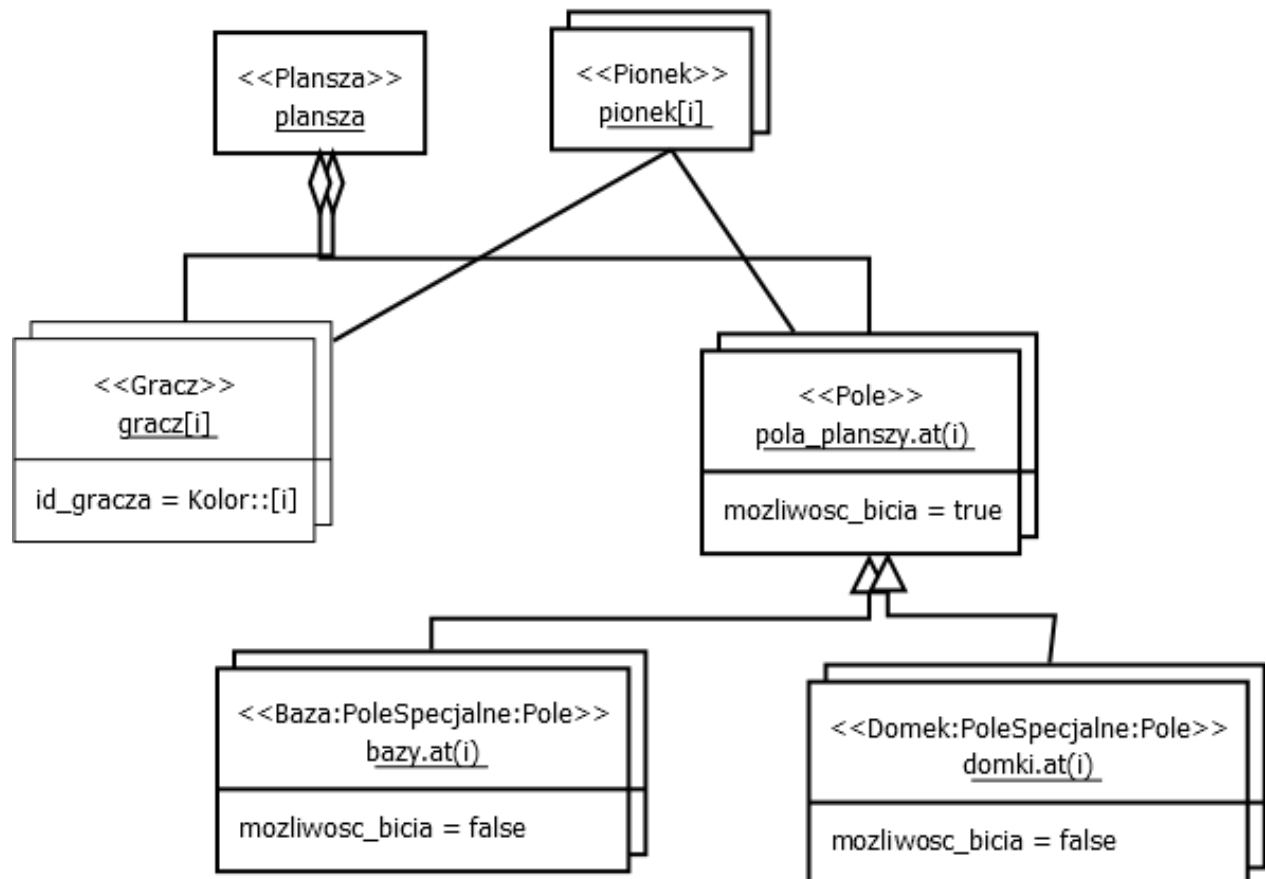 <<Plansza>>
plansza
<<Pionek>>
pionek[i]
<<Gracz>>
gracz[i]
id_gracza = Kolor::[i]
<<Pole>>
pola_planszy.at(i)
mozliwosc_bicia = true
<<Baza:PoleSpecjalne:Pole>>
bazy.at(i)
mozliwosc_bicia = false
<<Domek:PoleSpecjalne:Pole>>
domki.at(i)
mozliwosc_bicia = false